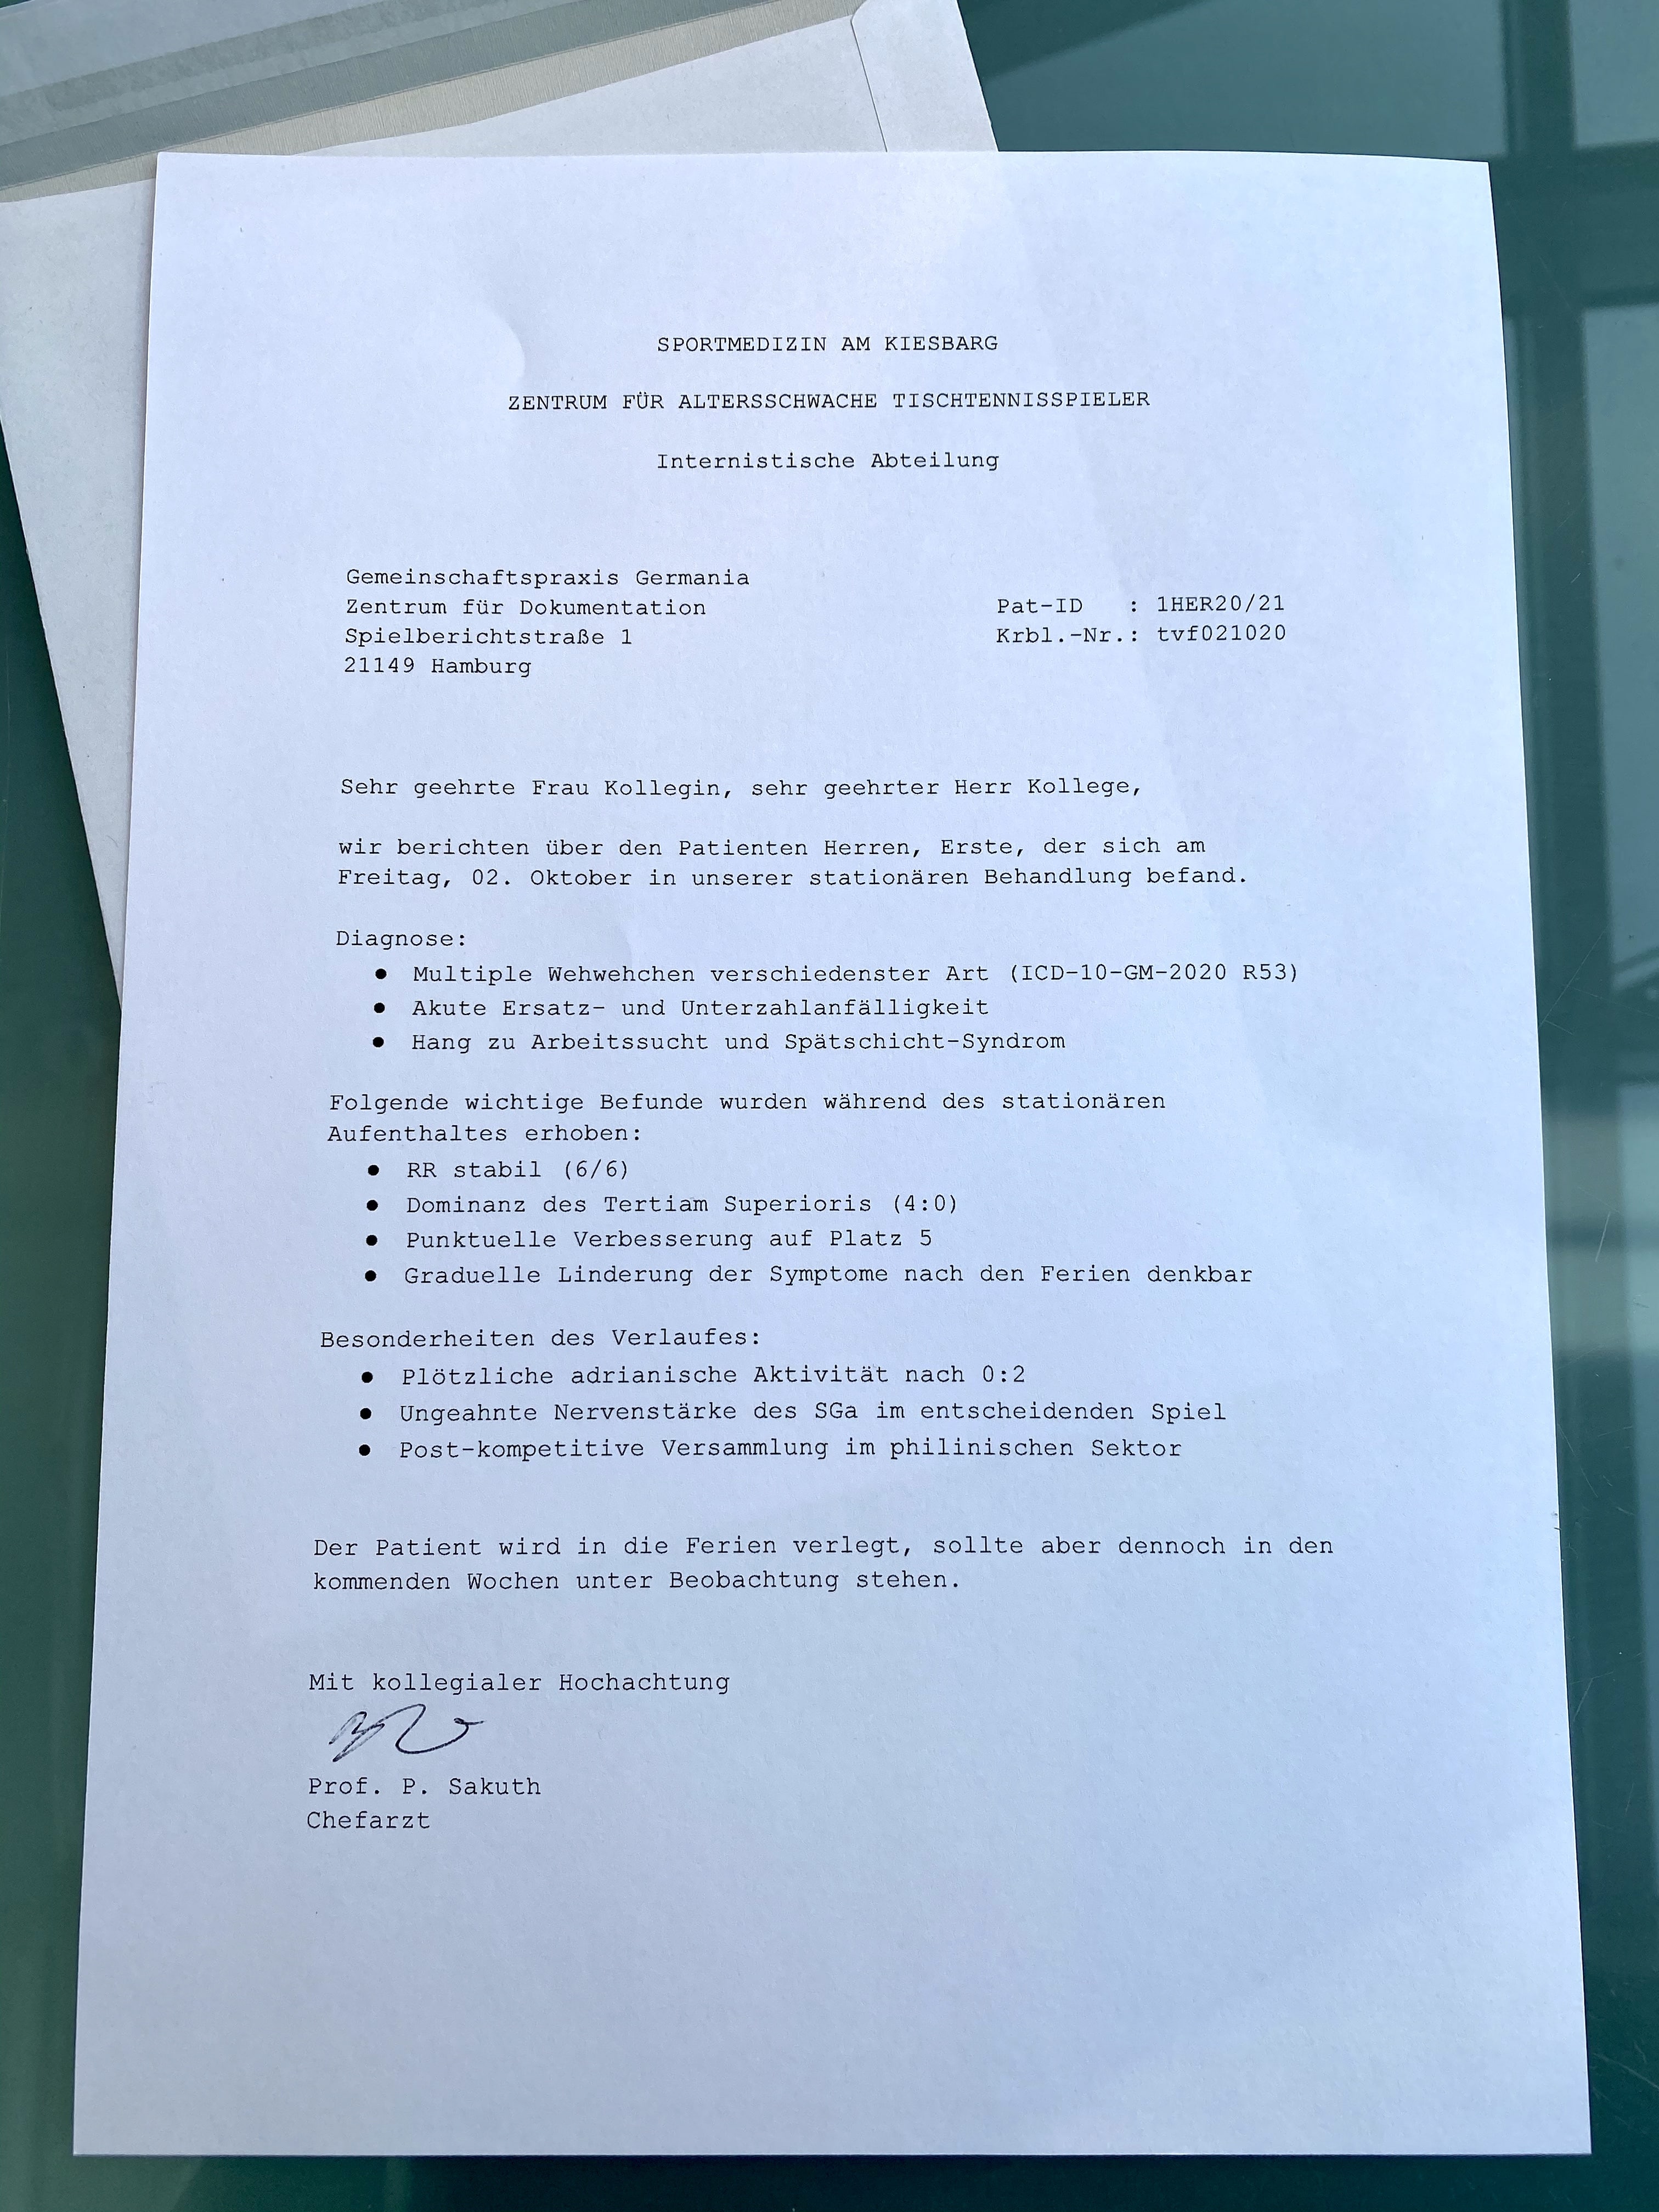 SPORTMEDIZIN AM KIESBARG
ZENTRUM FÜR ALTERSSCHWACHE TISCHTENNISSPIELER
Internistische Abteilung
Gemeinschaftspraxis Germania
Zentrum für Dokumentation
Spielberichtstraße 1
21149 Hamburg
Pat-ID : 1HER20/21
Krbl.-Nr.: tvf021020
Sehr geehrte Frau Kollegin, sehr geehrter Herr Kollege,
wir berichten über den Patienten Herren, Erste, der sich am
Freitag, 02. Oktober in unserer stationären Behandlung befand.
Diagnose:
● Multiple Wehwehchen verschiedenster Art (ICD-10-GM-2020 R53)
● Akute Ersatz- und Unterzahlanfälligkeit
● Hang zu Arbeitssucht und Spätschicht-Syndrom
Folgende wichtige Befunde wurden während des stationären
Aufenthaltes erhoben:
● RR stabil (6/6)
● Dominanz des Tertiam Superioris (4:0)
● Punktuelle Verbesserung auf Platz 5
● Graduelle Linderung der Symptome nach den Ferien denkbar
Besonderheiten des Verlaufes:
● Plötzliche adrianische Aktivität nach 0:2
● Ungeahnte Nervenstärke des SGa im entscheidenden Spiel
● Post-kompetitive Versammlung im philinischen Sektor
Der Patient wird in die Ferien verlegt, sollte aber dennoch in den
kommenden Wochen unter Beobachtung stehen.
Mit kollegialer Hochachtung
Prof. P. Sakuth
Chefarzt